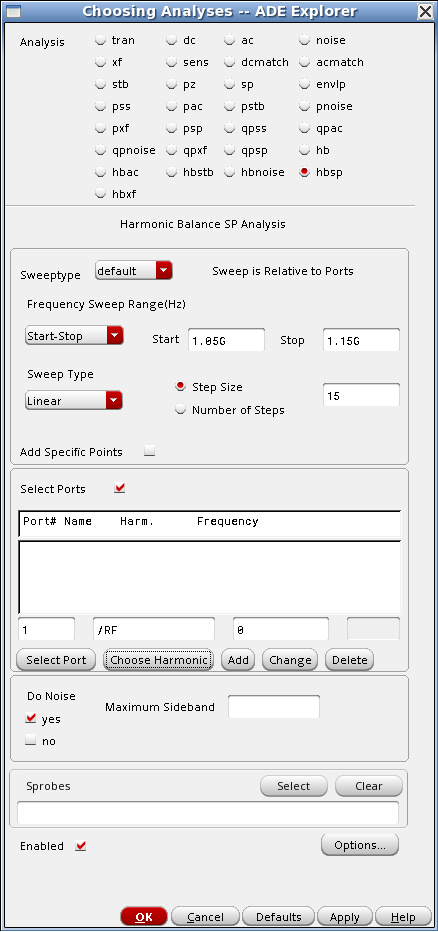 Choosing Analyses -- ADE Explorer
Analysis tran dc ac noise
xf sens dcmatch acmatch
stb pz sp envlp
pss pac pstb pnoise
pxf psp qpss qpac
qpnoise qpxf qpsp hb
hbac hbstb hbnoise hbsp
hbxf
Harmonic Balance SP Analysis
Sweeptype default Sweep is Relative to Ports
Frequency Sweep Range(Hz)
Start-Stop Start 1.05G Stop 1.15G
Sweep Type
Linear Step Size 15
Number of Steps
Add Specific Points
Select Ports
Port# Name Harm. Frequency
1 /RF 0
Select Port Choose Harmonic Add Change Delete
Do Noise
Maximum Sideband
yes
no
Sprobes Select Clear
Enabled Options...
OK Cancel Defaults Apply Help